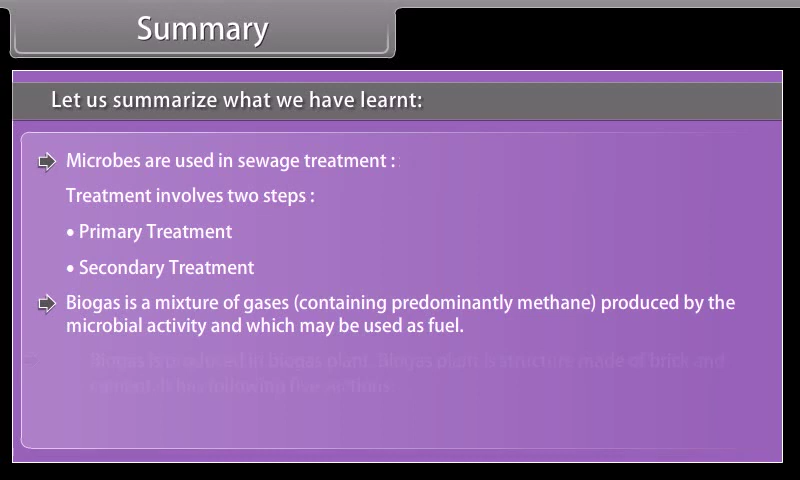 Summary
Let us summarize what we have learnt:
Microbes are used in sewage treatment :
Treatment involves two steps :
• Primary Treatment
• Secondary Treatment
Biogas is a mixture of gases (containing predominantly methane) produced by the
microbial activity and which may be used as fuel.
Biogas is produced in biogas plant. Biogas plant is structure made of brick and
cement. It has following five sections: